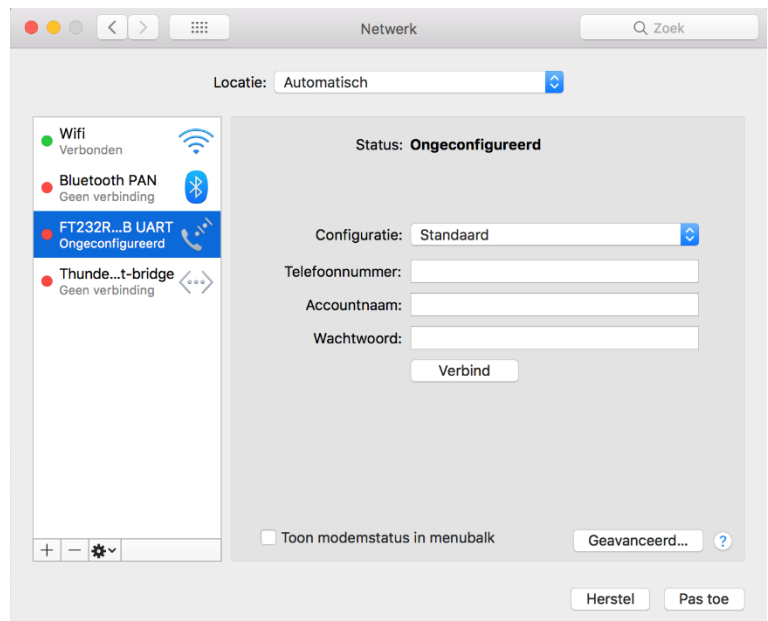 Netwerk
Zoek
Locatie: Automatisch
Wifi
Verbonden
Bluetooth PAN
Geen verbinding
FT232R...B UART
Ongeconfigureerd
Thunde...t-bridge
Geen verbinding
Status: Ongeconfigureerd
Configuratie: Standaard
Telefoonnummer:
Accountnaam:
Wachtwoord:
Verbind
Toon modemstatus in menubalk
Geavanceerd...
?
Herstel
Pas toe